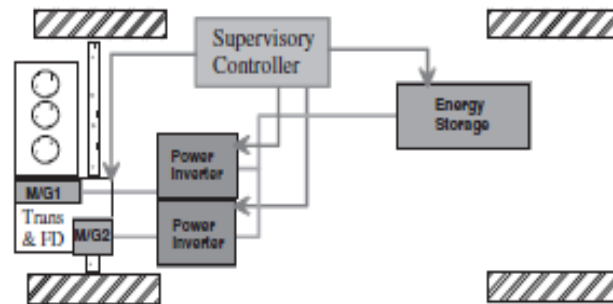 Supervisory
Controller
Energy
Storage
Power
Inverter
M/G1
Trans
& FD
M/G2
Power
Inverter